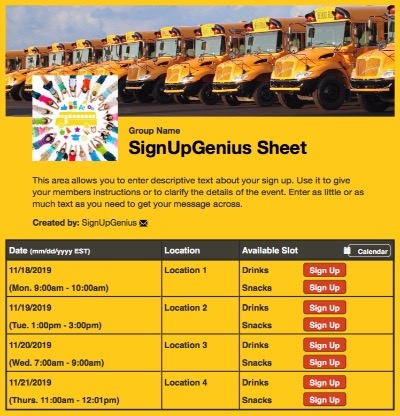 Group Name
SignUpGenius Sheet
This area allows you to enter descriptive text about your sign up. Use it to give
your members instructions or to clarify the details of the event. Enter as little or as
much text as you need to get your message across.
Created by: SignUpGenius
Date (mm/dd/yyyy EST) Location Available Slot Calendar
11/18/2019 Location 1 Drinks Sign Up
(Mon. 9:00am - 10:00am) Snacks Sign Up
11/19/2019 Location 2 Drinks Sign Up
(Tue. 1:00pm - 3:00pm) Snacks Sign Up
11/20/2019 Location 3 Drinks Sign Up
(Wed. 7:00am - 9:00am) Snacks Sign Up
11/21/2019 Location 4 Drinks Sign Up
(Thurs. 11:00am - 12:01pm) Snacks Sign Up